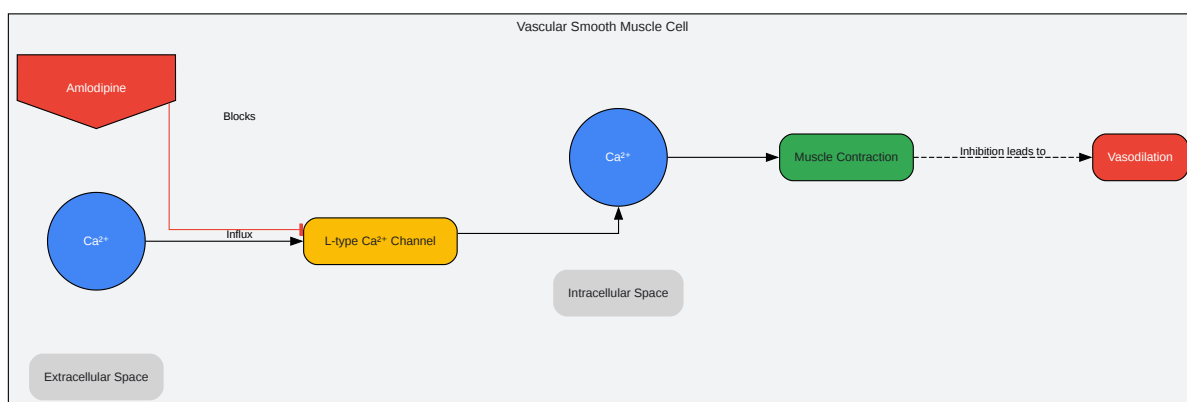 Vascular Smooth Muscle Cell
Amlodipine
Blocks
Ca²⁺
Influx
L-type Ca²⁺ Channel
Ca²⁺
Muscle Contraction
Inhibition leads to
Vasodilation
Intracellular Space
Extracellular Space